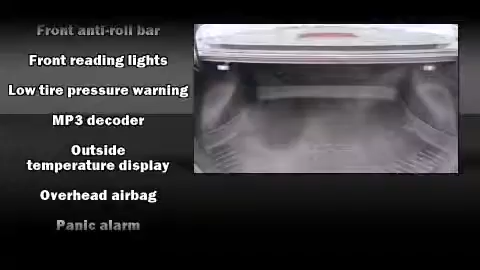 Front anti-roll bar
Front reading lights
Low tire pressure warning
MP3 decoder
Outside
temperature display
Overhead airbag
Panic alarm